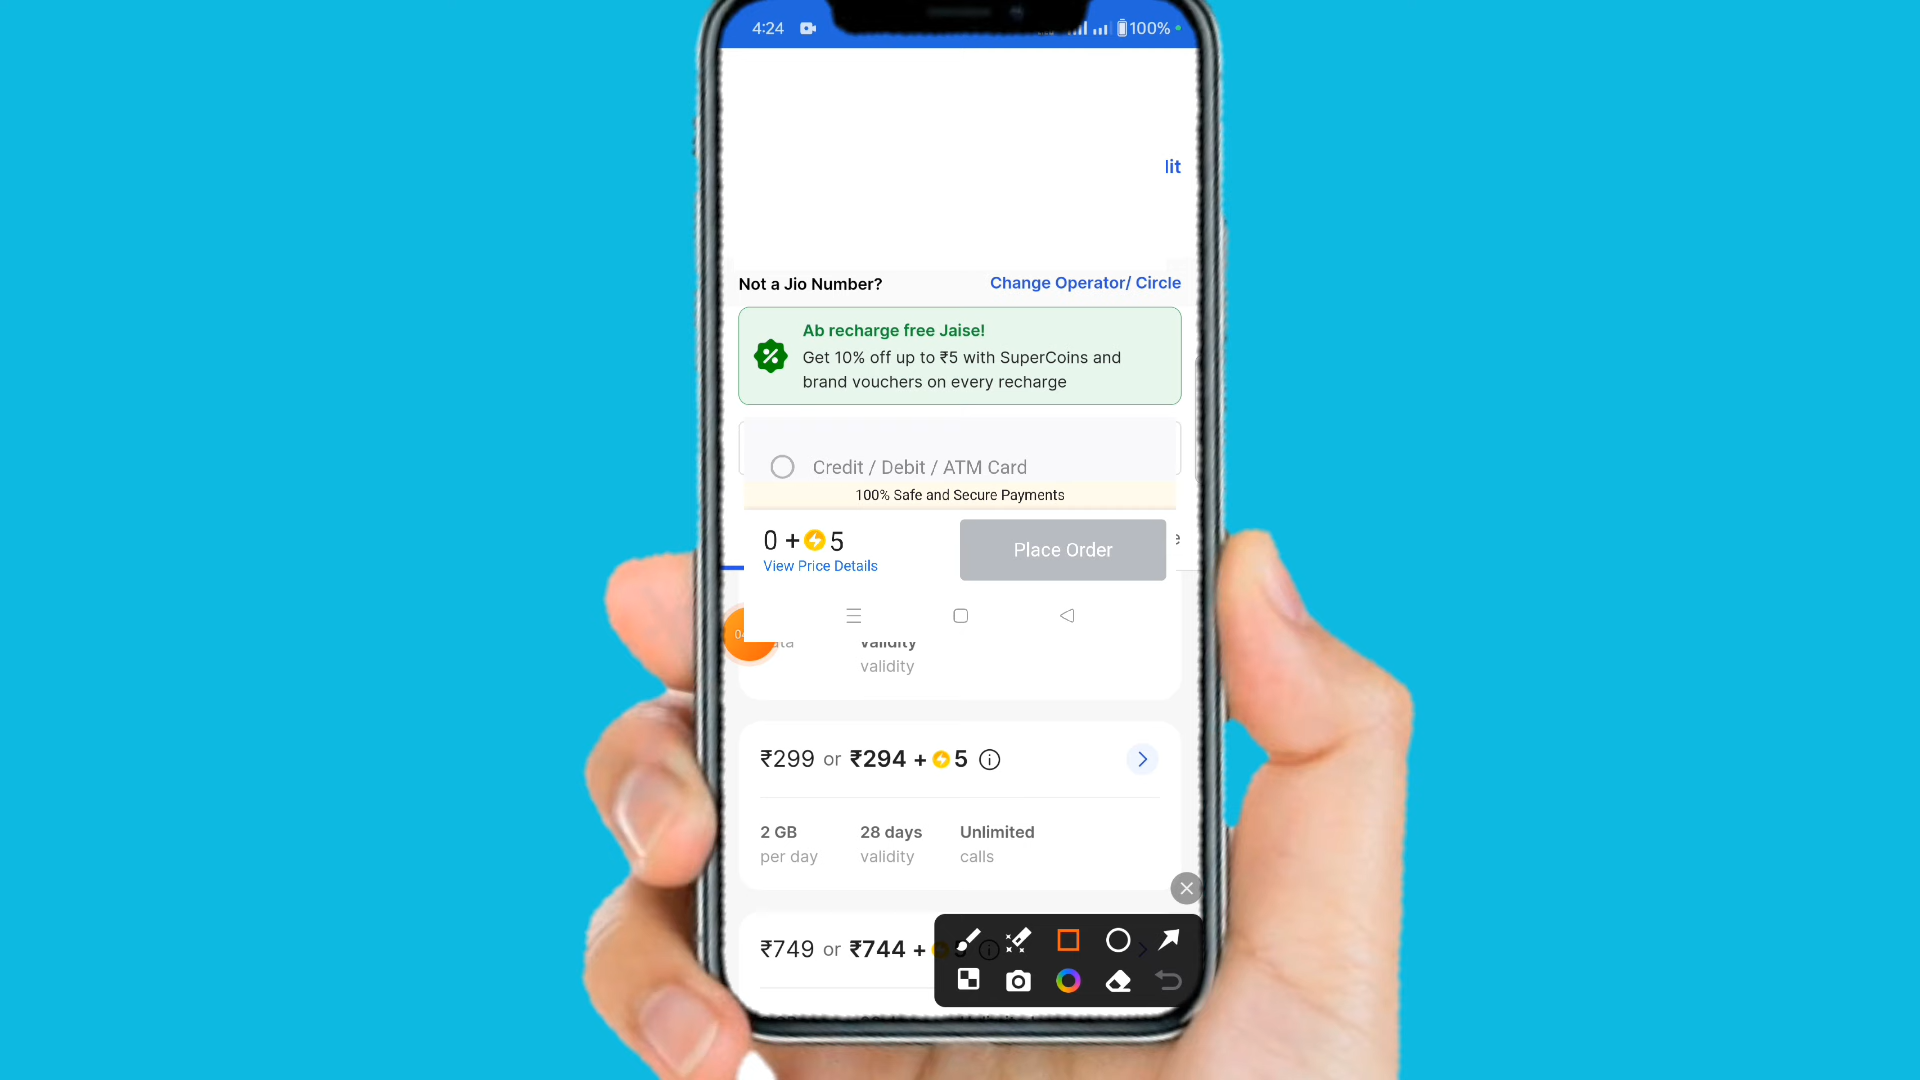 4:24
100%
lit
Not a Jio Number?
Change Operator/ Circle
Ab recharge free Jaise!
Get 10% off up to ₹5 with SuperCoins and
brand vouchers on every recharge
Credit / Debit / ATM Card
100% Safe and Secure Payments
0 + 5
View Price Details
Place Order
validity
validity
₹299 or ₹294 + 5
2 GB
per day
28 days
validity
Unlimited
calls
₹749 or ₹744 + 5